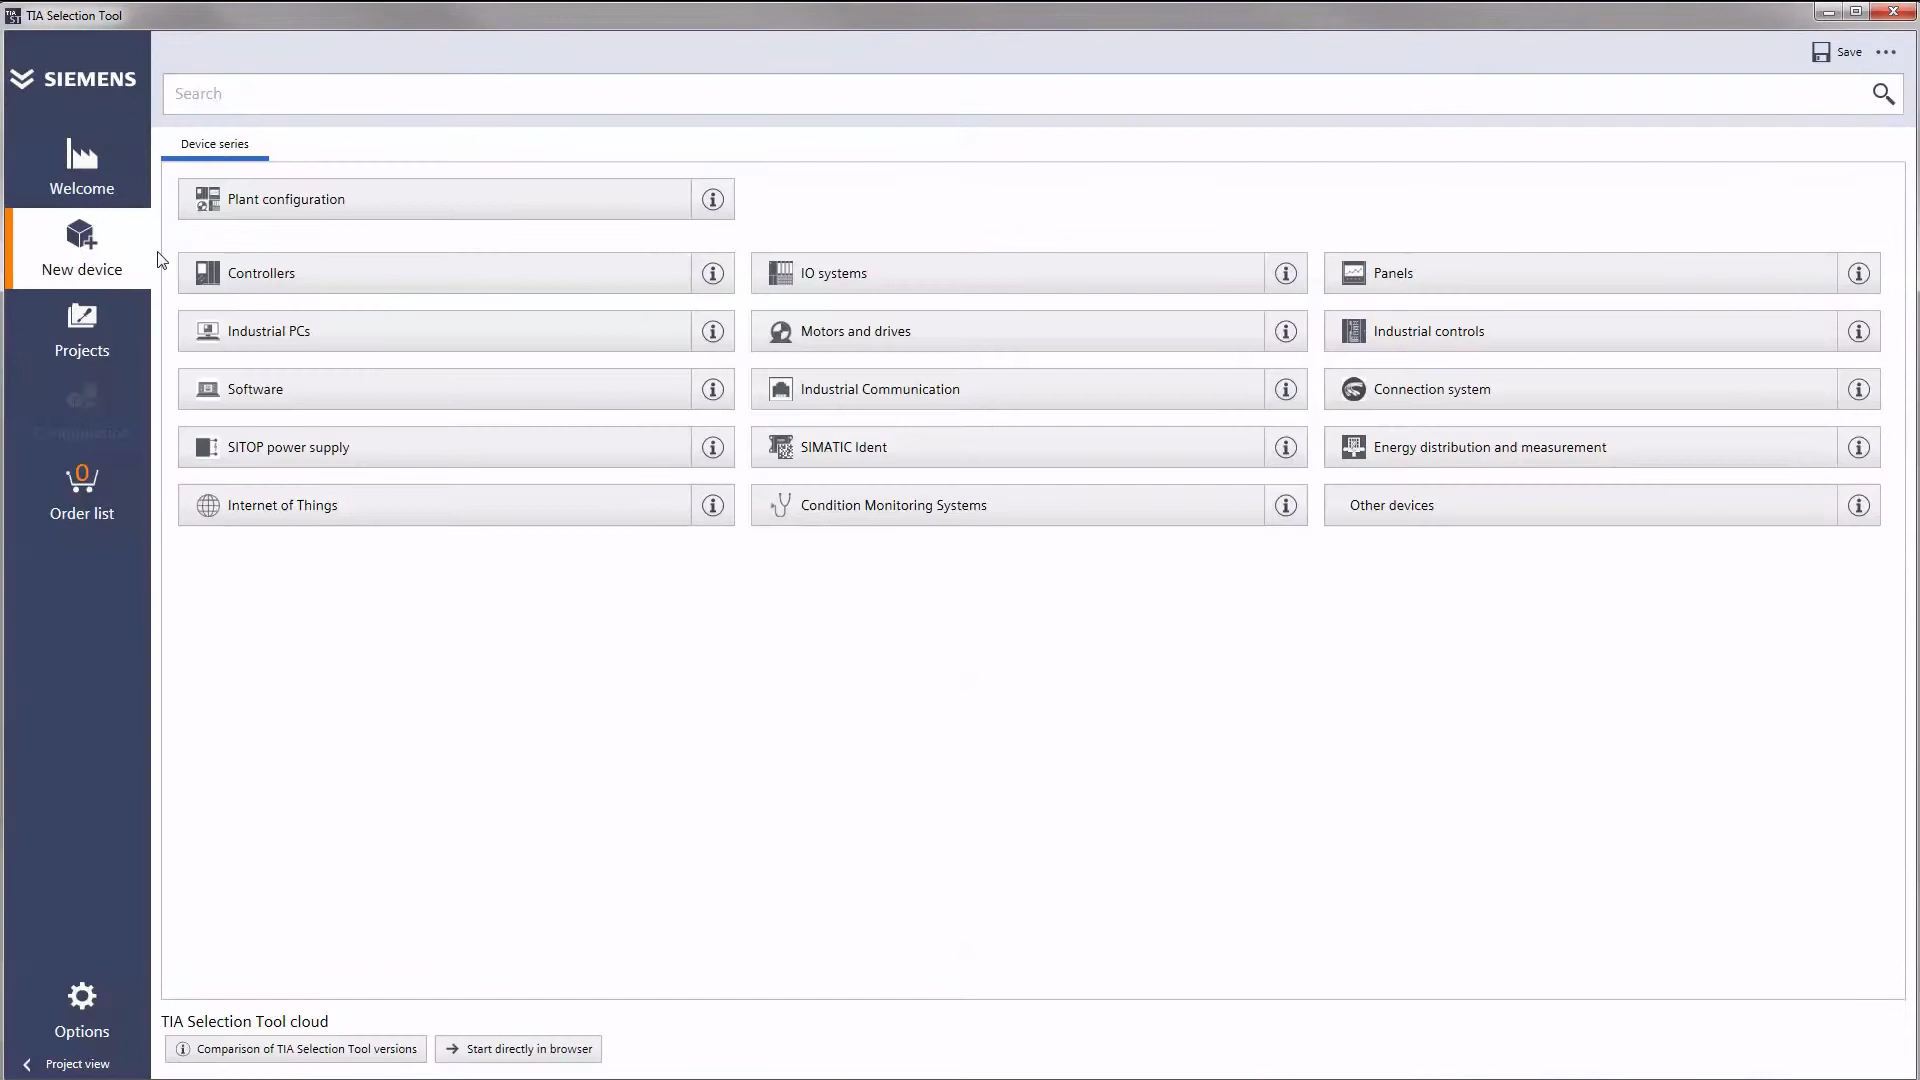 TIA Selection Tool
Save
SIEMENS
Search
Device series
Welcome
New device
Projects
Configuration
0
Order list
Plant configuration
Controllers
IO systems
Panels
Industrial PCs
Motors and drives
Industrial controls
Software
Industrial Communication
Connection system
SITOP power supply
SIMATIC Ident
Energy distribution and measurement
Internet of Things
Condition Monitoring Systems
Other devices
Options
Project view
TIA Selection Tool cloud
Comparison of TIA Selection Tool versions
Start directly in browser